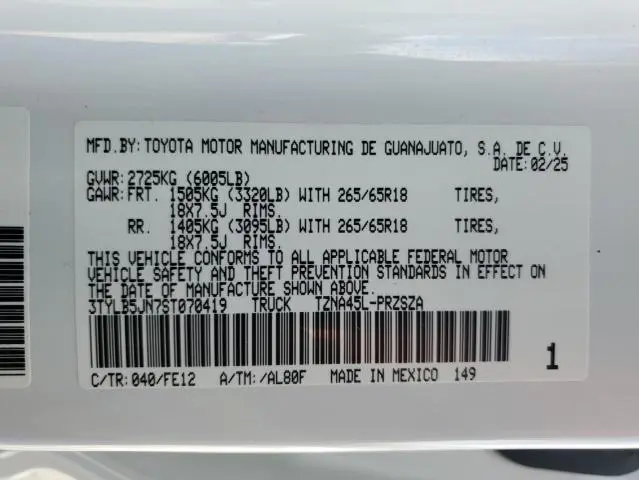 MFD.BY: TOYOTA MOTOR MANUFACTURING DE GUANAJUATO, S.A. DE C.V.
DATE: 02/25
GVWR: 2725KG (6005LB)
GAWR: FRT. 1505KG (3320LB) WITH 265/65R18 TIRES,
18X7.5J RIMS.
RR. 1405KG (3095LB) WITH 265/65R18 TIRES,
18X7.5J RIMS.
THIS VEHICLE CONFORMS TO ALL APPLICABLE FEDERAL MOTOR
VEHICLE SAFETY AND THEFT PREVENTION STANDARDS IN EFFECT ON
THE DATE OF MANUFACTURE SHOWN ABOVE.
3TYLB5JN7ST070419 TRUCK TZNA45L-PRZSZA
1
C/TR: 040/FE12 A/TM: /AL80F MADE IN MEXICO 149